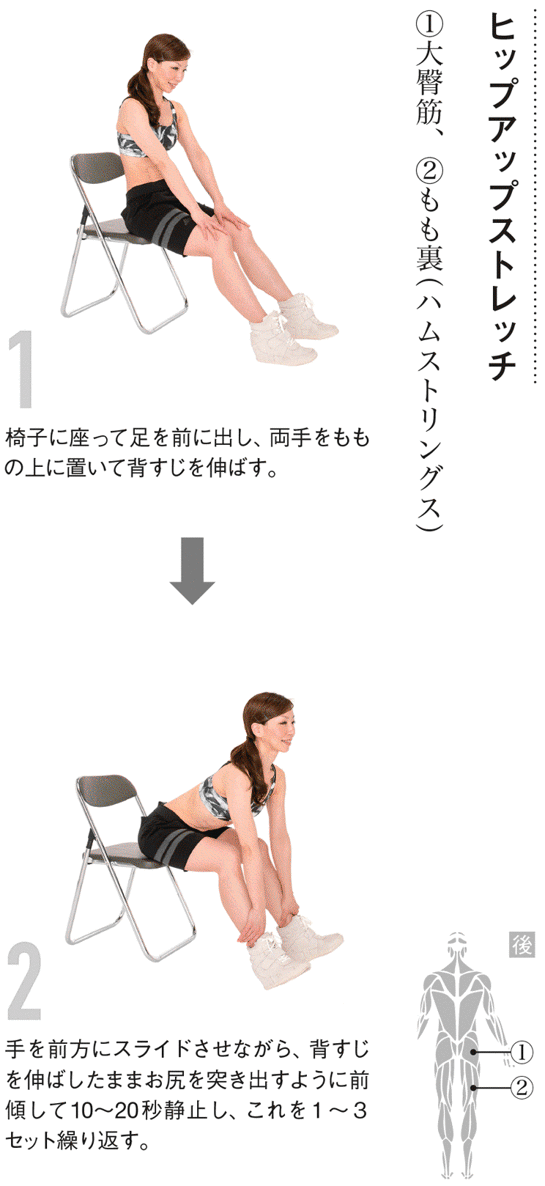 ヒップアップストレッチ
①大臀筋、②もも裏(ハムストリングス)
1
椅子に座って足を前に出し、両手をもも
の上に置いて背すじを伸ばす。
2
手を前方にスライドさせながら、背すじ
を伸ばしたままお尻を突き出すように前
傾して10〜20秒静止し、これを1〜3
セット繰り返す。
後
①
②